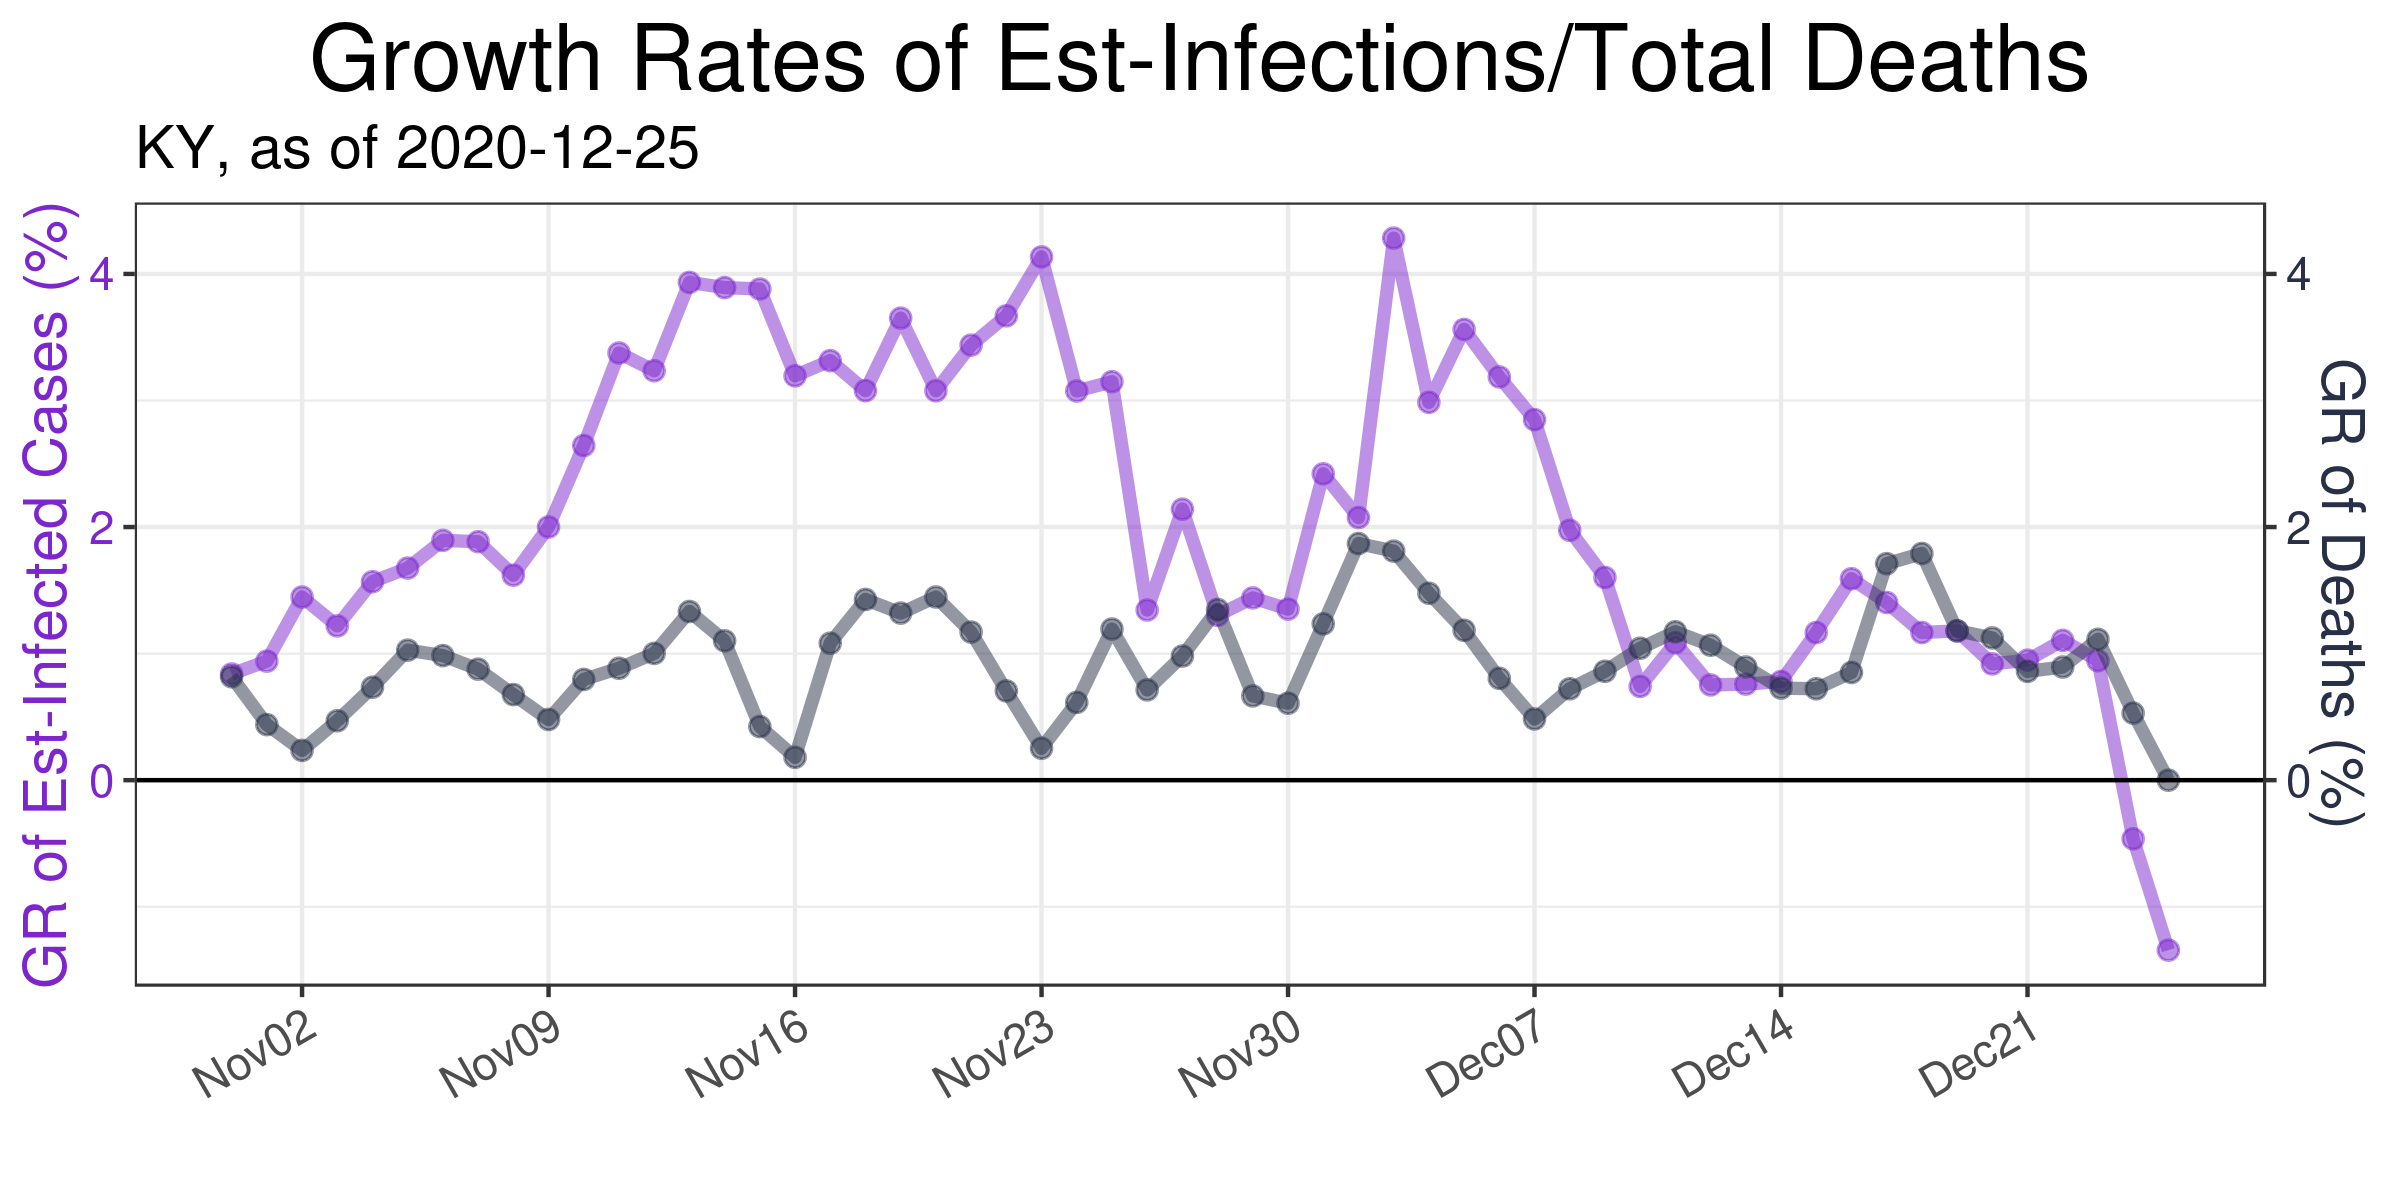 Growth Rates of Est-Infections/Total Deaths
KY, as of 2020-12-25
GR of Est-Infected Cases (%)
4
2
0
4
2
0
GR of Deaths (%)
Nov02
Nov09
Nov16
Nov23
Nov30
Dec07
Dec14
Dec21